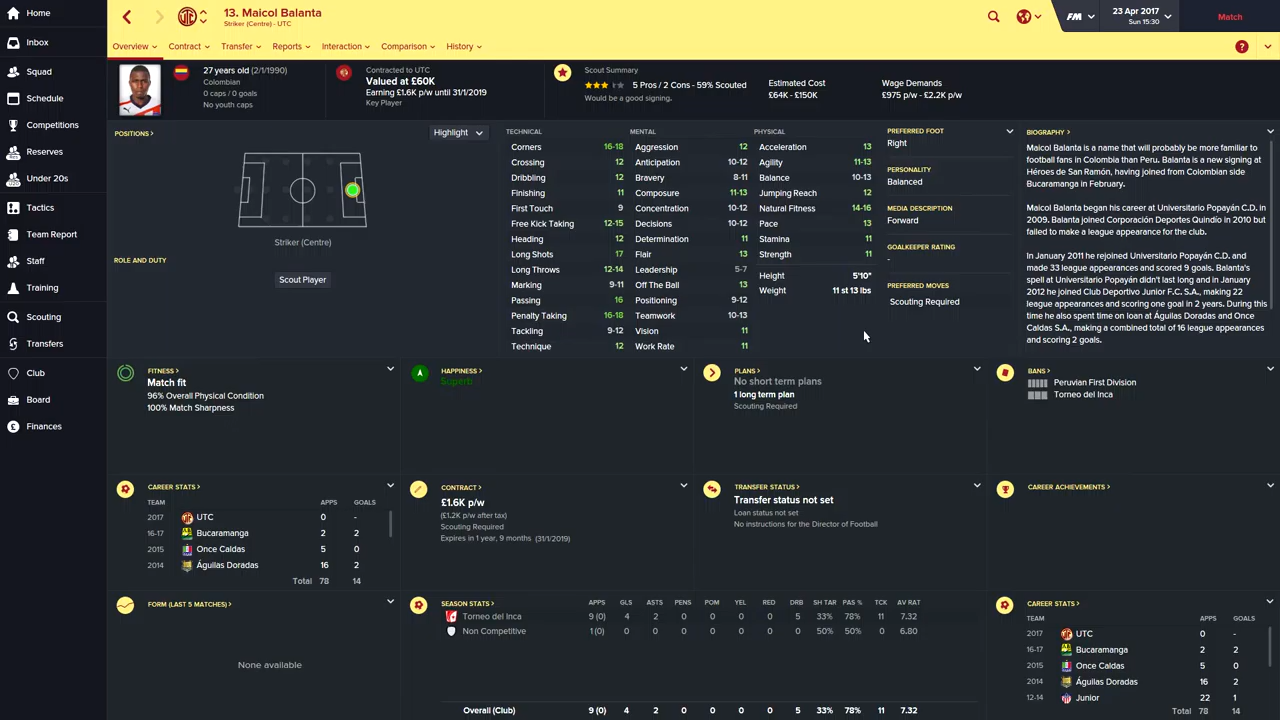 Home
Inbox
Squad
Schedule
Competitions
Reserves
Under 20s
Tactics
Team Report
Staff
Training
Scouting
Transfers
Club
Board
Finances
13. Maicol Balanta
Striker (Centre) - UTC
FM
23 Apr 2017
Sun 15:30
Match
Overview
Contract
Transfer
Reports
Interaction
Comparison
History
?
27 years old (2/1/1990)
Colombian
0 caps / 0 goals
No youth caps
Contracted to UTC
Valued at £60K
Earning £1.6K p/w until 31/1/2019
Key Player
Scout Summary
5 Pros / 2 Cons - 59% Scouted
Would be a good signing.
Estimated Cost
£64K - £150K
Wage Demands
£975 p/w - £2.2K p/w
POSITIONS >
Highlight
Striker (Centre)
ROLE AND DUTY
Scout Player
TECHNICAL
Corners 16-18
Crossing 12
Dribbling 12
Finishing 11
First Touch 9
Free Kick Taking 12-15
Heading 12
Long Shots 17
Long Throws 12-14
Marking 9-11
Passing 16
Penalty Taking 16-18
Tackling 9-12
Technique 12
MENTAL
Aggression 12
Anticipation 10-12
Bravery 8-11
Composure 11-13
Concentration 10-12
Decisions 10-12
Determination 11
Flair 13
Leadership 5-7
Off The Ball 13
Positioning 9-12
Teamwork 10-13
Vision 11
Work Rate 11
PHYSICAL
Acceleration 13
Agility 11-13
Balance 10-13
Jumping Reach 12
Natural Fitness 14-16
Pace 13
Stamina 11
Strength 11
Height 5'10"
Weight 11 st 13 lbs
PREFERRED FOOT
Right
PERSONALITY
Balanced
MEDIA DESCRIPTION
Forward
GOALKEEPER RATING
-
PREFERRED MOVES
Scouting Required
BIOGRAPHY >
Maicol Balanta is a name that will probably be more familiar to
football fans in Colombia than Peru. Balanta is a new signing at
Héroes de San Ramón, having joined from Colombian side
Bucaramanga in February.
Maicol Balanta began his career at Universitario Popayán C.D. in
2009. Balanta joined Corporación Deportes Quindío in 2010 but
failed to make a league appearance for the club.
In January 2011 he rejoined Universitario Popayán C.D. and
made 33 league appearances and scored 9 goals. Balanta's
spell at Universitario Popayán didn't last long and in January
2012 he joined Club Deportivo Junior F.C. S.A., making 22
league appearances and scoring one goal in 2 years. During this
time he also spent time on loan at Águilas Doradas and Once
Caldas S.A., making a combined total of 16 league appearances
and scoring 2 goals.
FITNESS >
Match fit
96% Overall Physical Condition
100% Match Sharpness
HAPPINESS >
Superb
PLANS >
No short term plans
1 long term plan
Scouting Required
BANS >
Peruvian First Division
Torneo del Inca
CAREER STATS >
TEAM APPS GOALS
2017 UTC 0 -
16-17 Bucaramanga 2 2
2015 Once Caldas 5 0
2014 Águilas Doradas 16 2
Total 78 14
CONTRACT >
£1.6K p/w
(£1.2K p/w after tax)
Scouting Required
Expires in 1 year, 9 months (31/1/2019)
TRANSFER STATUS >
Transfer status not set
Loan status not set
No instructions for the Director of Football
CAREER ACHIEVEMENTS >
FORM (LAST 5 MATCHES) >
None available
SEASON STATS > APPS GLS ASTS PENS POM YEL RED DRB SH TAR PAS % TCK AV RAT
Torneo del Inca 9 (0) 4 2 0 0 0 0 5 33% 78% 11 7.32
Non Competitive 1 (0) 0 0 0 0 0 0 0 50% 50% 0 6.80
Overall (Club) 9 (0) 4 2 0 0 0 0 5 33% 78% 11 7.32
CAREER STATS >
TEAM APPS GOALS
2017 UTC 0 -
16-17 Bucaramanga 2 2
2015 Once Caldas 5 0
2014 Águilas Doradas 16 2
12-14 Junior 22 1
Total 78 14